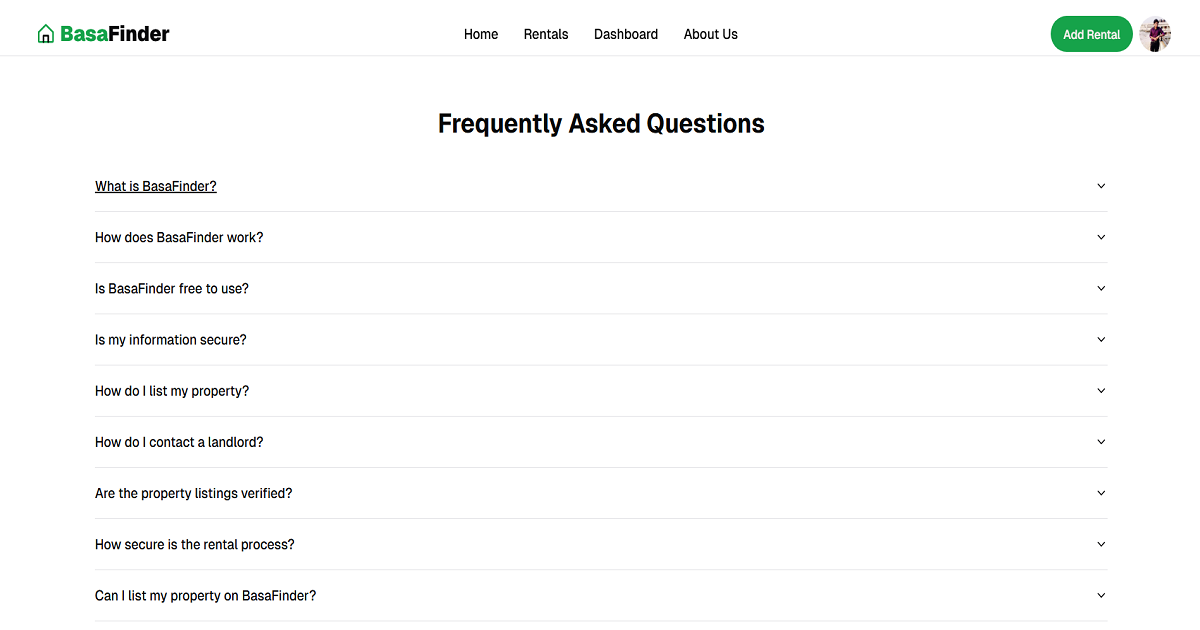 BasaFinder
Home Rentals Dashboard About Us
Add Rental
Frequently Asked Questions
What is BasaFinder?
How does BasaFinder work?
Is BasaFinder free to use?
Is my information secure?
How do I list my property?
How do I contact a landlord?
Are the property listings verified?
How secure is the rental process?
Can I list my property on BasaFinder?